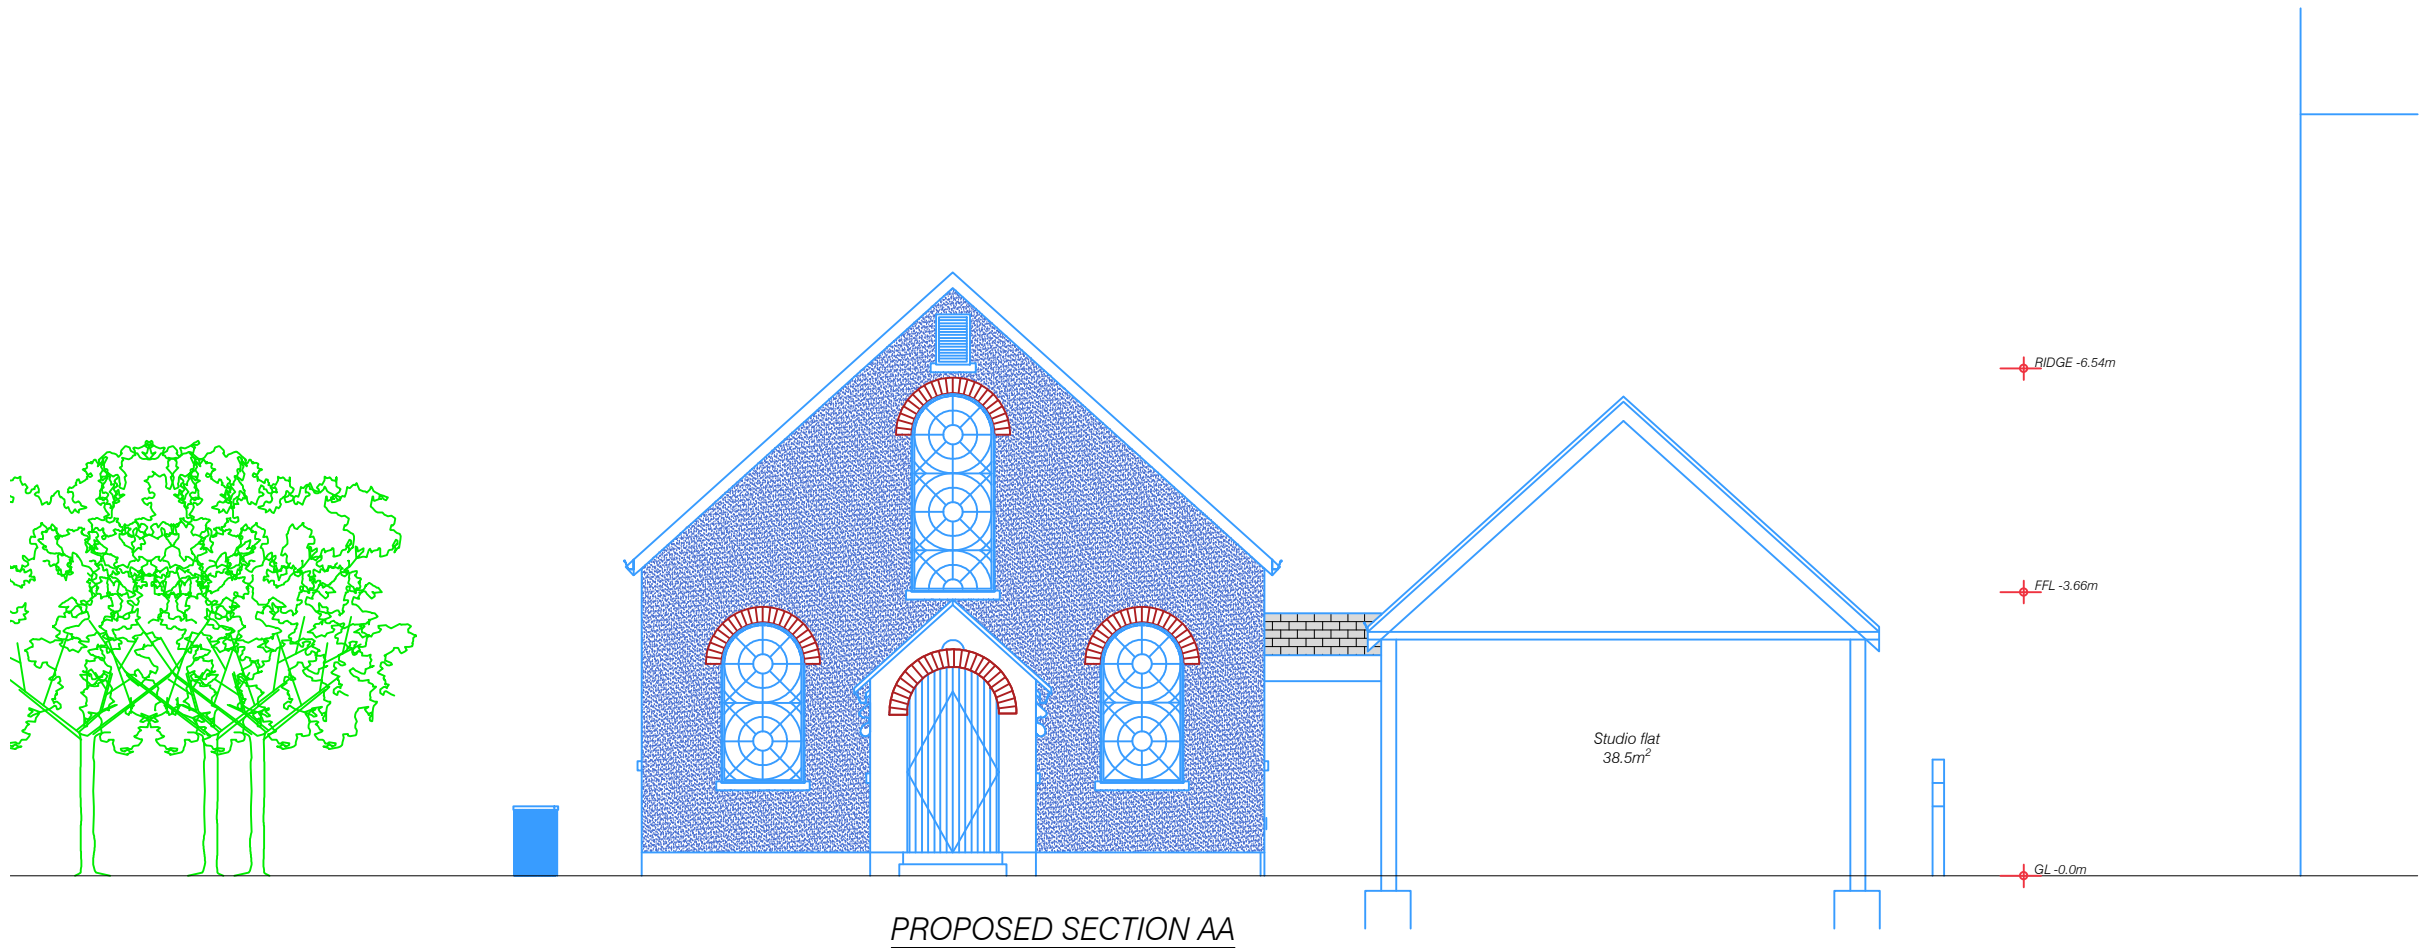 RIDGE -6.54m
FFL -3.66m
Studio flat
38.5m²
GL -0.0m
PROPOSED SECTION AA